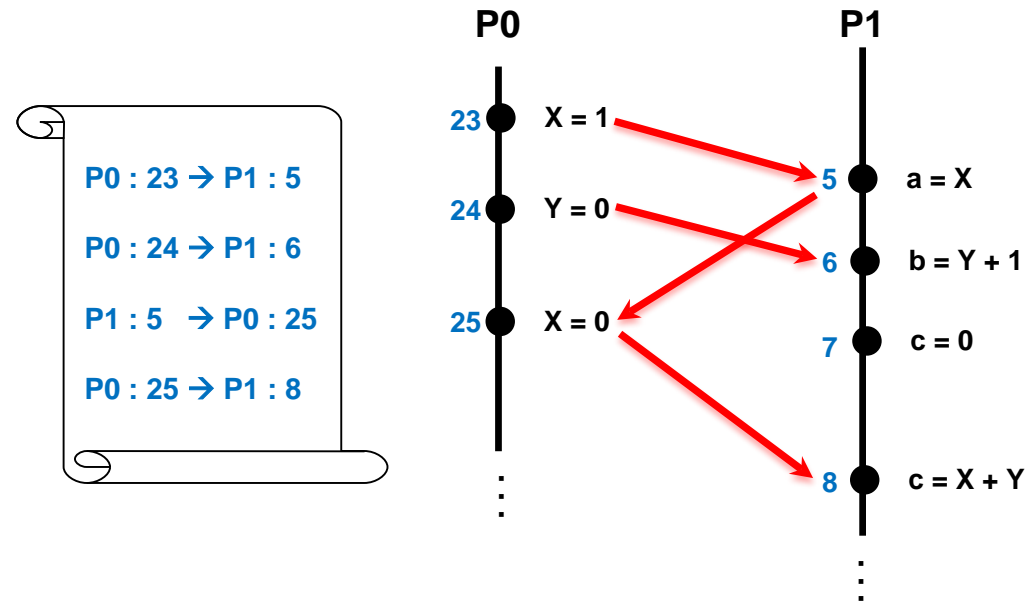 P0 P1
23 X = 1
P0 : 23 → P1 : 5
5 a = X
24 Y = 0
P0 : 24 → P1 : 6
6 b = Y + 1
P1 : 5 → P0 : 25
25 X = 0
7 c = 0
P0 : 25 → P1 : 8
8 c = X + Y